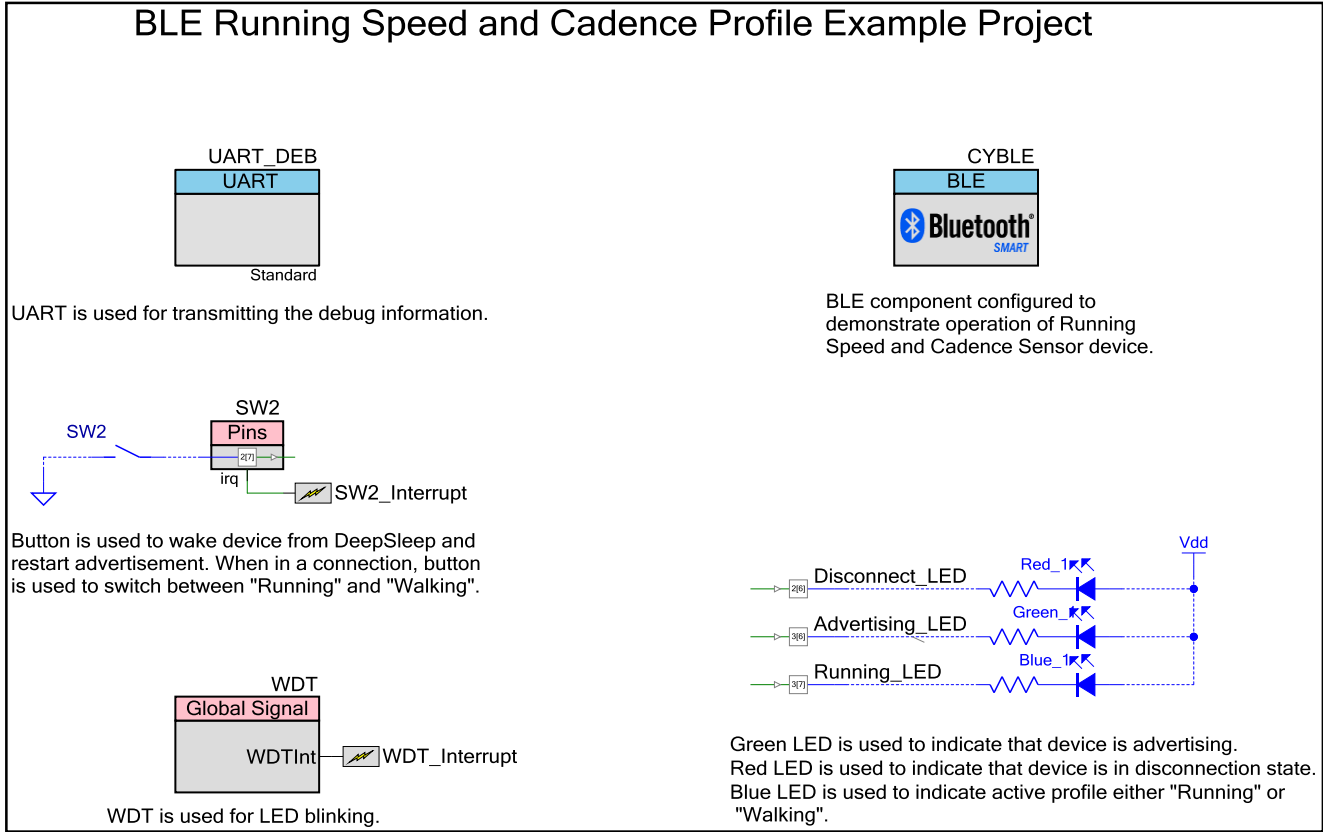 BLE Running Speed and Cadence Profile Example Project
UART_DEB
UART
Standard
UART is used for transmitting the debug information.
CYBLE
BLE
Bluetooth®
SMART
BLE component configured to
demonstrate operation of Running
Speed and Cadence Sensor device.
SW2
SW2
Pins
2[7]
irq
SW2_Interrupt
Button is used to wake device from DeepSleep and
restart advertisement. When in a connection, button
is used to switch between "Running" and "Walking".
Vdd
Disconnect_LED
Red_1
2[6]
Advertising_LED
Green_1
3[6]
Running_LED
Blue_1
3[7]
Green LED is used to indicate that device is advertising.
Red LED is used to indicate that device is in disconnection state.
Blue LED is used to indicate active profile either "Running" or
"Walking".
WDT
Global Signal
WDTInt
WDT_Interrupt
WDT is used for LED blinking.